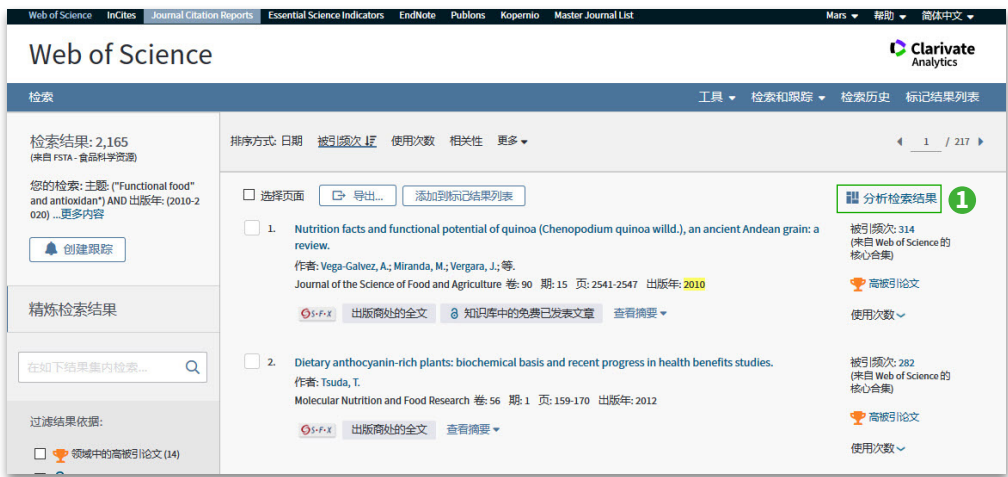 Web of Science InCites Journal Citation Reports Essential Science Indicators EndNote Publons Kopernio Master Journal List Mars 帮助 简体中文
Web of Science
Clarivate
Analytics
检索 工具 检索和跟踪 检索历史 标记结果列表
检索结果: 2,165
(来自 FSTA - 食品科学资源)
您的检索: 主题: ("Functional food"
and antioxidan*) AND 出版年: (2010-2
020) ...更多内容
创建跟踪
精炼检索结果
在如下结果集内检索...
过滤结果依据:
领域中的高被引论文 (14)
排序方式: 日期 被引频次 使用次数 相关性 更多
1 / 217
选择页面 导出... 添加到标记结果列表
分析检索结果 1
1. Nutrition facts and functional potential of quinoa (Chenopodium quinoa willd.), an ancient Andean grain: a
review.
作者: Vega-Galvez, A.; Miranda, M.; Vergara, J.; 等.
Journal of the Science of Food and Agriculture 卷: 90 期: 15 页: 2541-2547 出版年: 2010
S·F·X 出版商处的全文 知识库中的免费已发表文章 查看摘要
被引频次: 314
(来自 Web of Science 的
核心合集)
高被引论文
使用次数
2. Dietary anthocyanin-rich plants: biochemical basis and recent progress in health benefits studies.
作者: Tsuda, T.
Molecular Nutrition and Food Research 卷: 56 期: 1 页: 159-170 出版年: 2012
S·F·X 出版商处的全文 查看摘要
被引频次: 282
(来自 Web of Science 的
核心合集)
高被引论文
使用次数